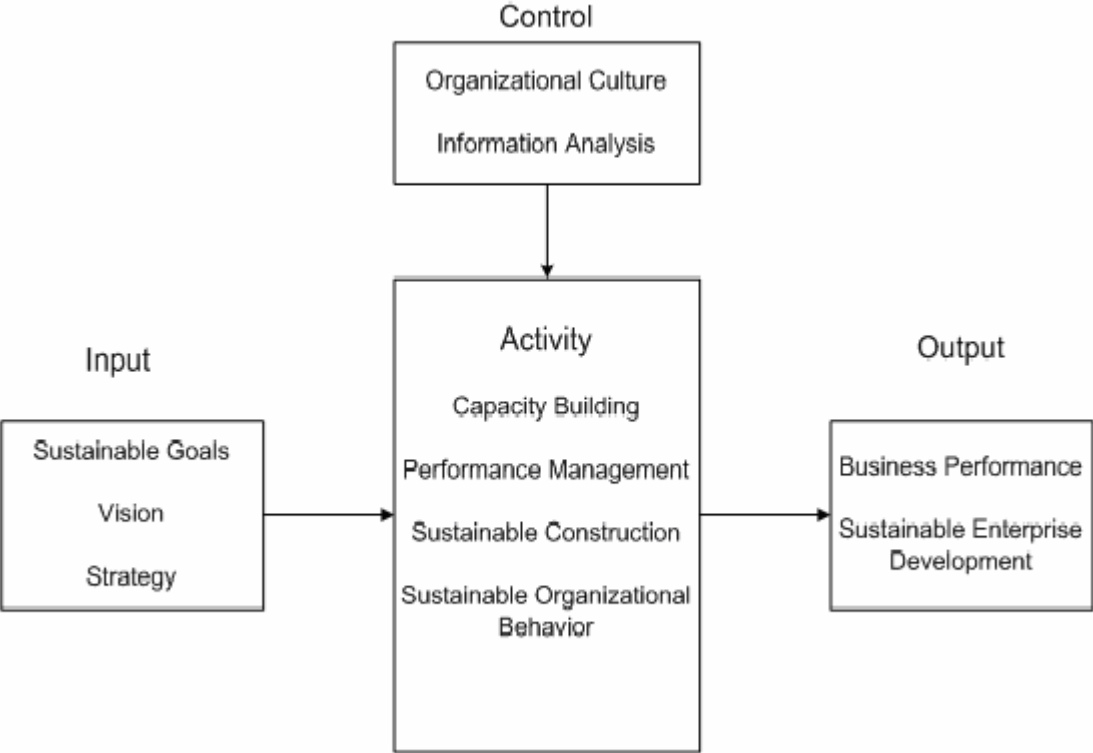 Control
Organizational Culture
Information Analysis
Activity
Capacity Building
Performance Management
Sustainable Construction
Sustainable Organizational
Behavior
Input
Sustainable Goals
Vision
Strategy
Output
Business Performance
Sustainable Enterprise
Development